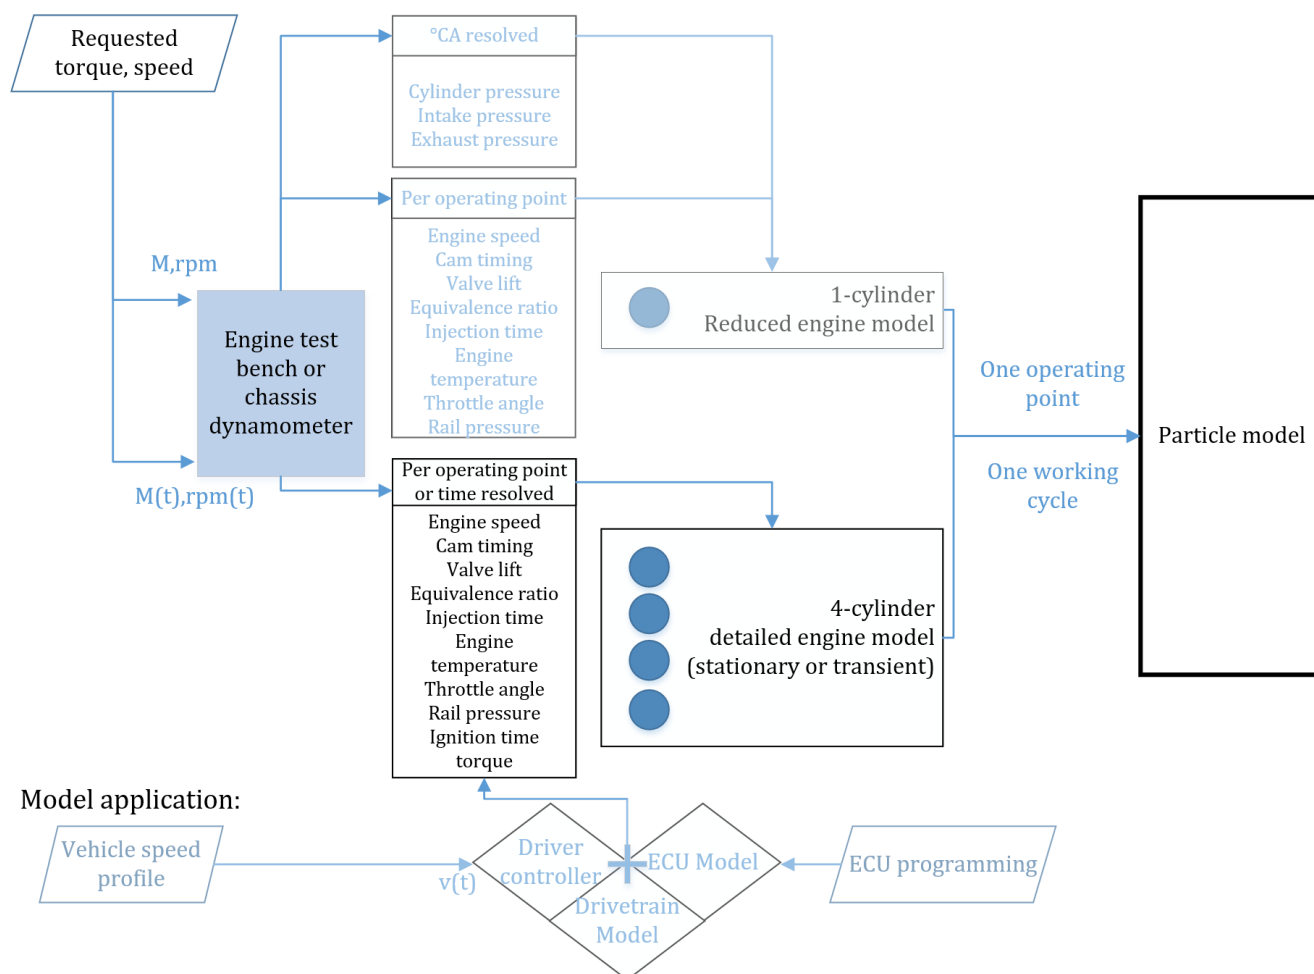 Requested
torque, speed
°CA resolved
Cylinder pressure
Intake pressure
Exhaust pressure
Per operating point
Engine speed
Cam timing
Valve lift
Equivalence ratio
Injection time
Engine
temperature
Throttle angle
Rail pressure
M,rpm
Engine test
bench or
chassis
dynamometer
M(t),rpm(t)
1-cylinder
Reduced engine model
One operating
point
One working
cycle
Particle model
Per operating point
or time resolved
Engine speed
Cam timing
Valve lift
Equivalence ratio
Injection time
Engine
temperature
Throttle angle
Rail pressure
Ignition time
torque
4-cylinder
detailed engine model
(stationary or transient)
Model application:
Vehicle speed
profile
v(t)
Driver
controller
ECU Model
Drivetrain
Model
ECU programming